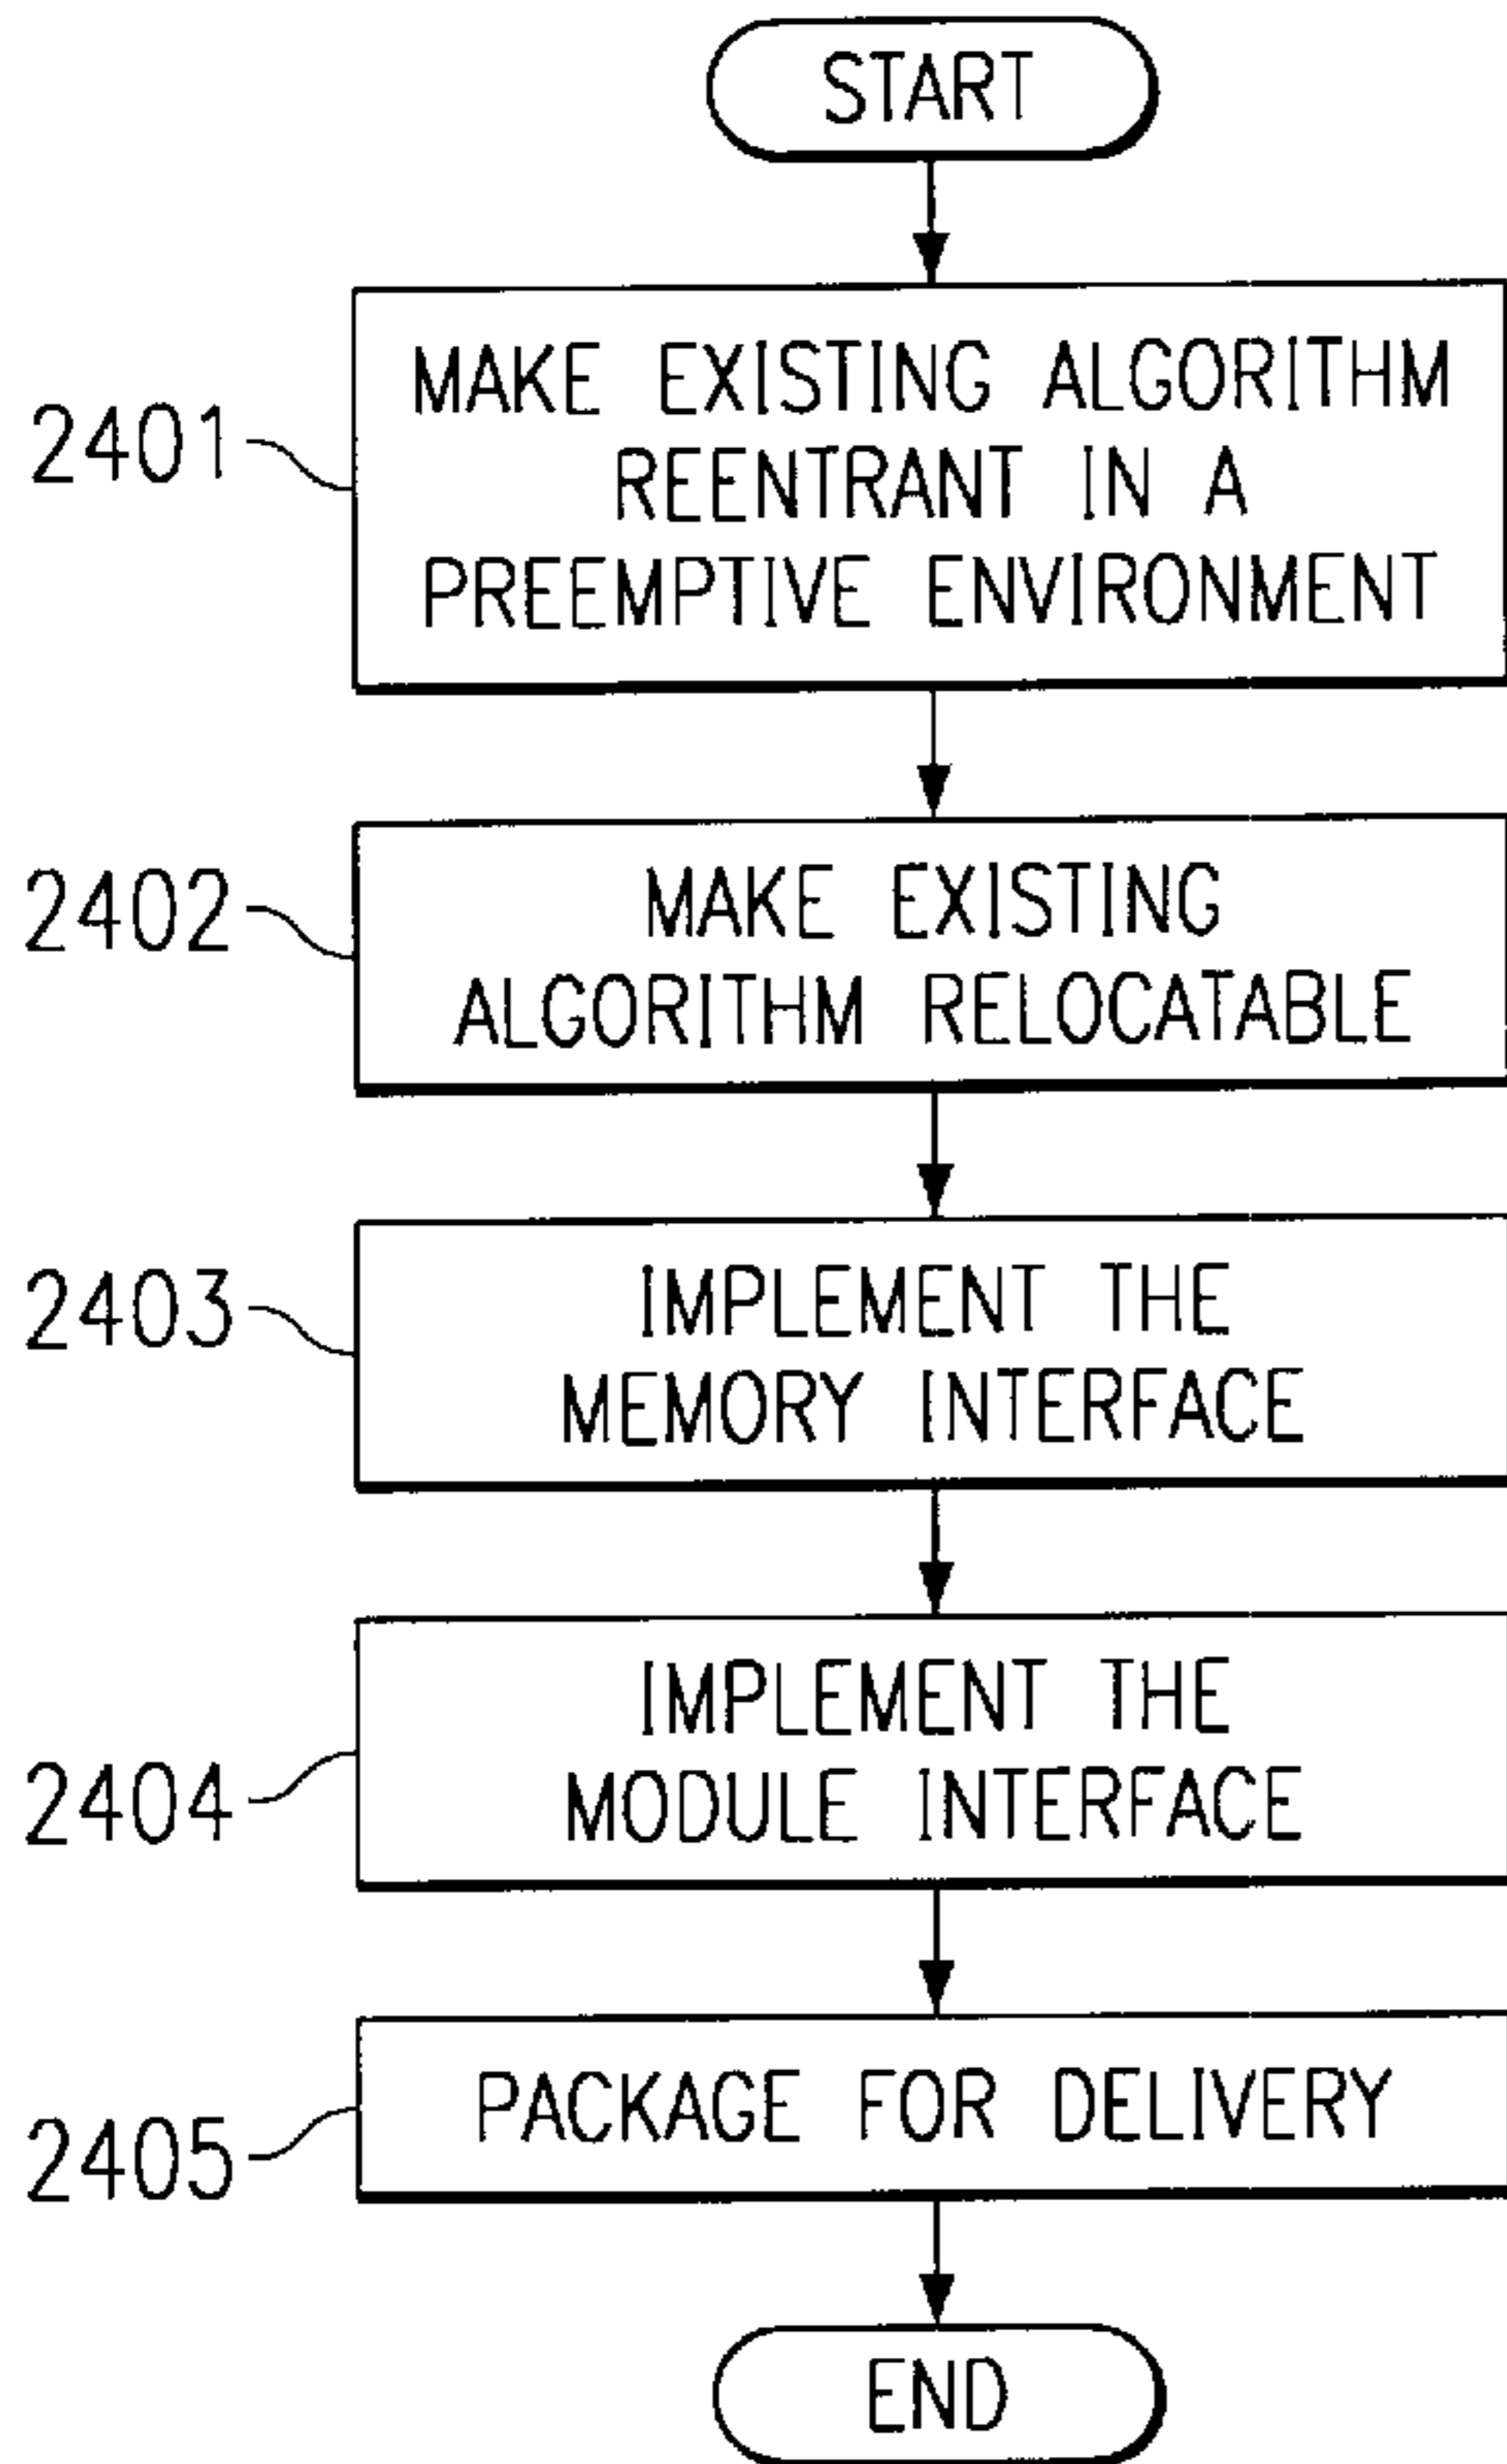 START
2401
MAKE EXISTING ALGORITHM
REENTRANT IN A
PREEMPTIVE ENVIRONMENT
2402
MAKE EXISTING
ALGORITHM RELOCATABLE
2403
IMPLEMENT THE
MEMORY INTERFACE
2404
IMPLEMENT THE
MODULE INTERFACE
2405
PACKAGE FOR DELIVERY
END